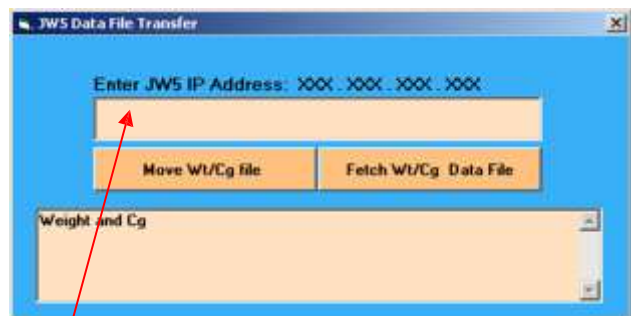 JW5 Data File Transfer
Enter JW5 IP Address: XXX . XXX . XXX . XXX
Move Wt/Cg file
Fetch Wt/Cg Data File
Weight and Cg